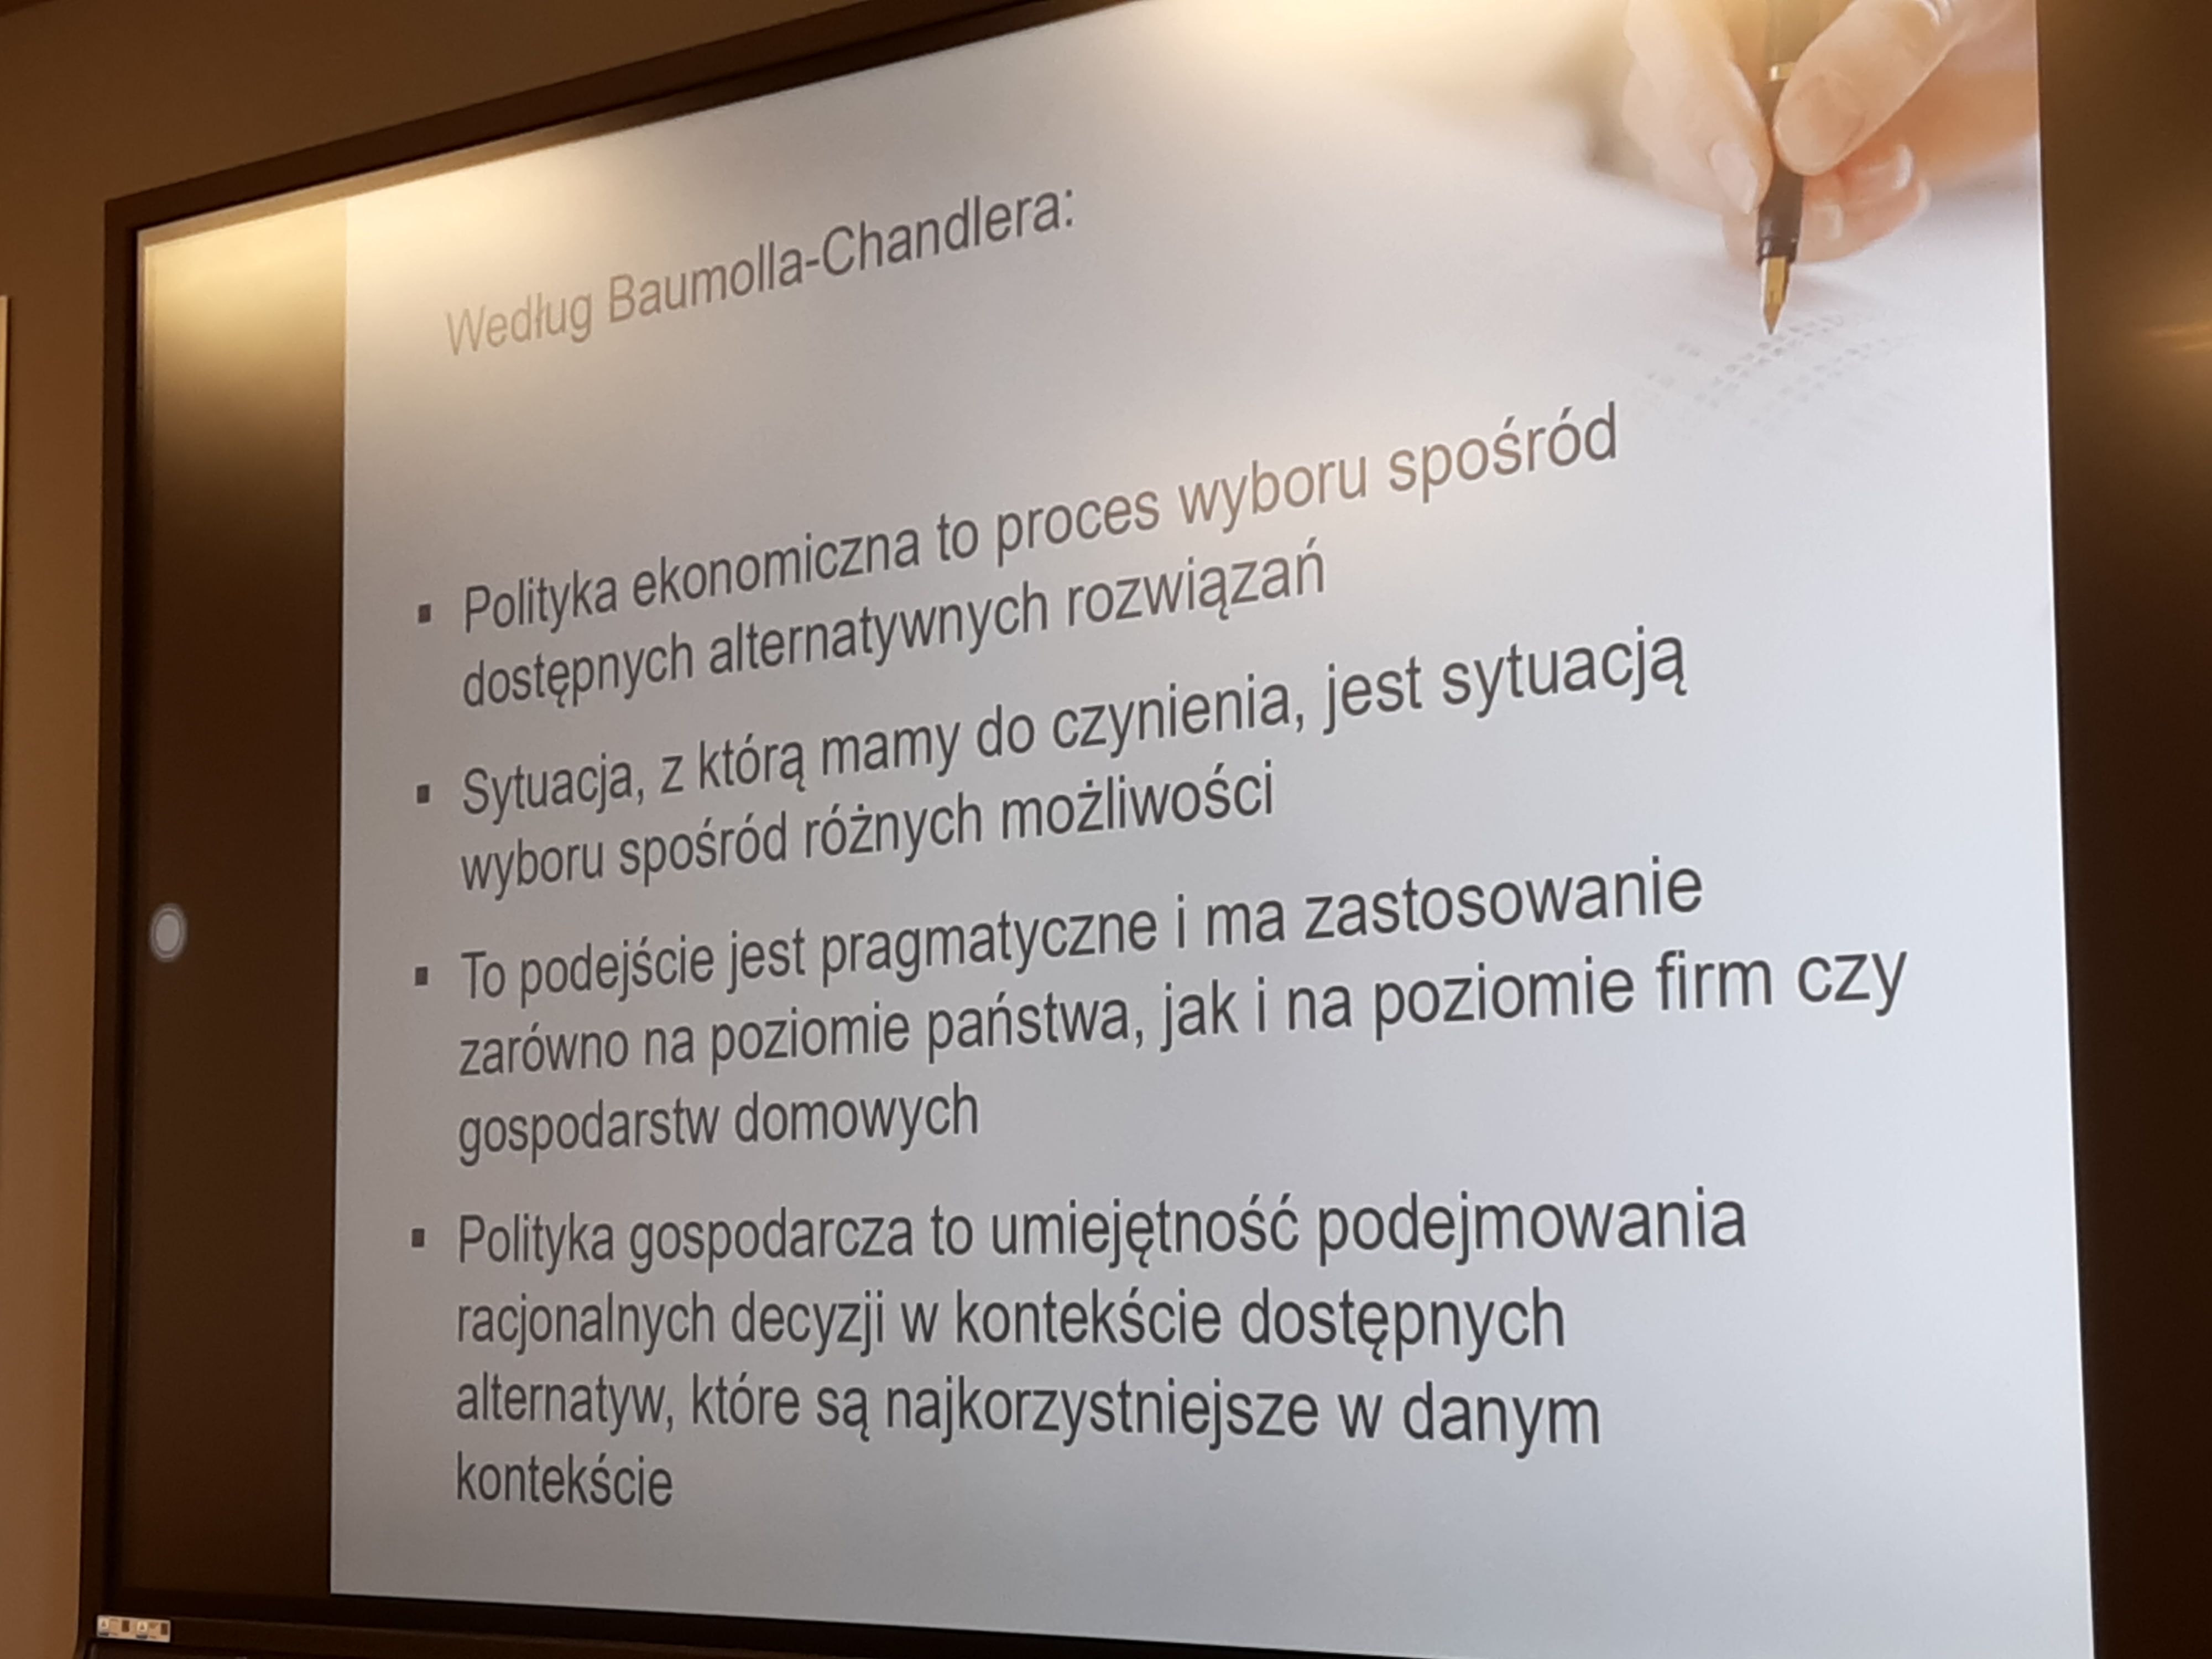 Według Baumolla-Chandlera:
▪ Polityka ekonomiczna to proces wyboru spośród
dostępnych alternatywnych rozwiązań
▪ Sytuacja, z którą mamy do czynienia, jest sytuacją
wyboru spośród różnych możliwości
▪ To podejście jest pragmatyczne i ma zastosowanie
zarówno na poziomie państwa, jak i na poziomie firm czy
gospodarstw domowych
▪ Polityka gospodarcza to umiejętność podejmowania
racjonalnych decyzji w kontekście dostępnych
alternatyw, które są najkorzystniejsze w danym
kontekście